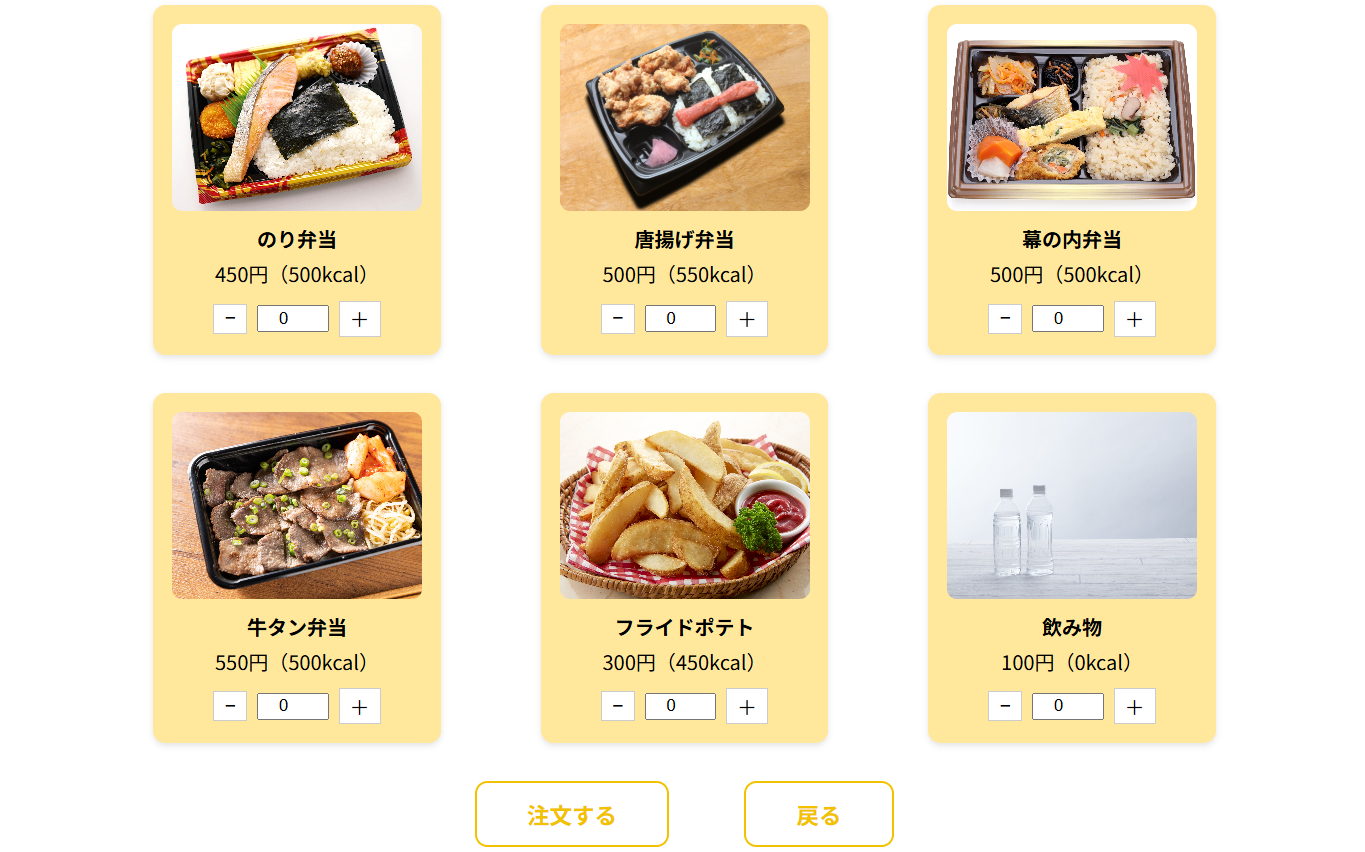 のり弁当
450円（500kcal）
− 0 ＋
唐揚げ弁当
500円（550kcal）
− 0 ＋
幕の内弁当
500円（500kcal）
− 0 ＋
牛タン弁当
550円（500kcal）
− 0 ＋
フライドポテト
300円（450kcal）
− 0 ＋
飲み物
100円（0kcal）
− 0 ＋
注文する
戻る